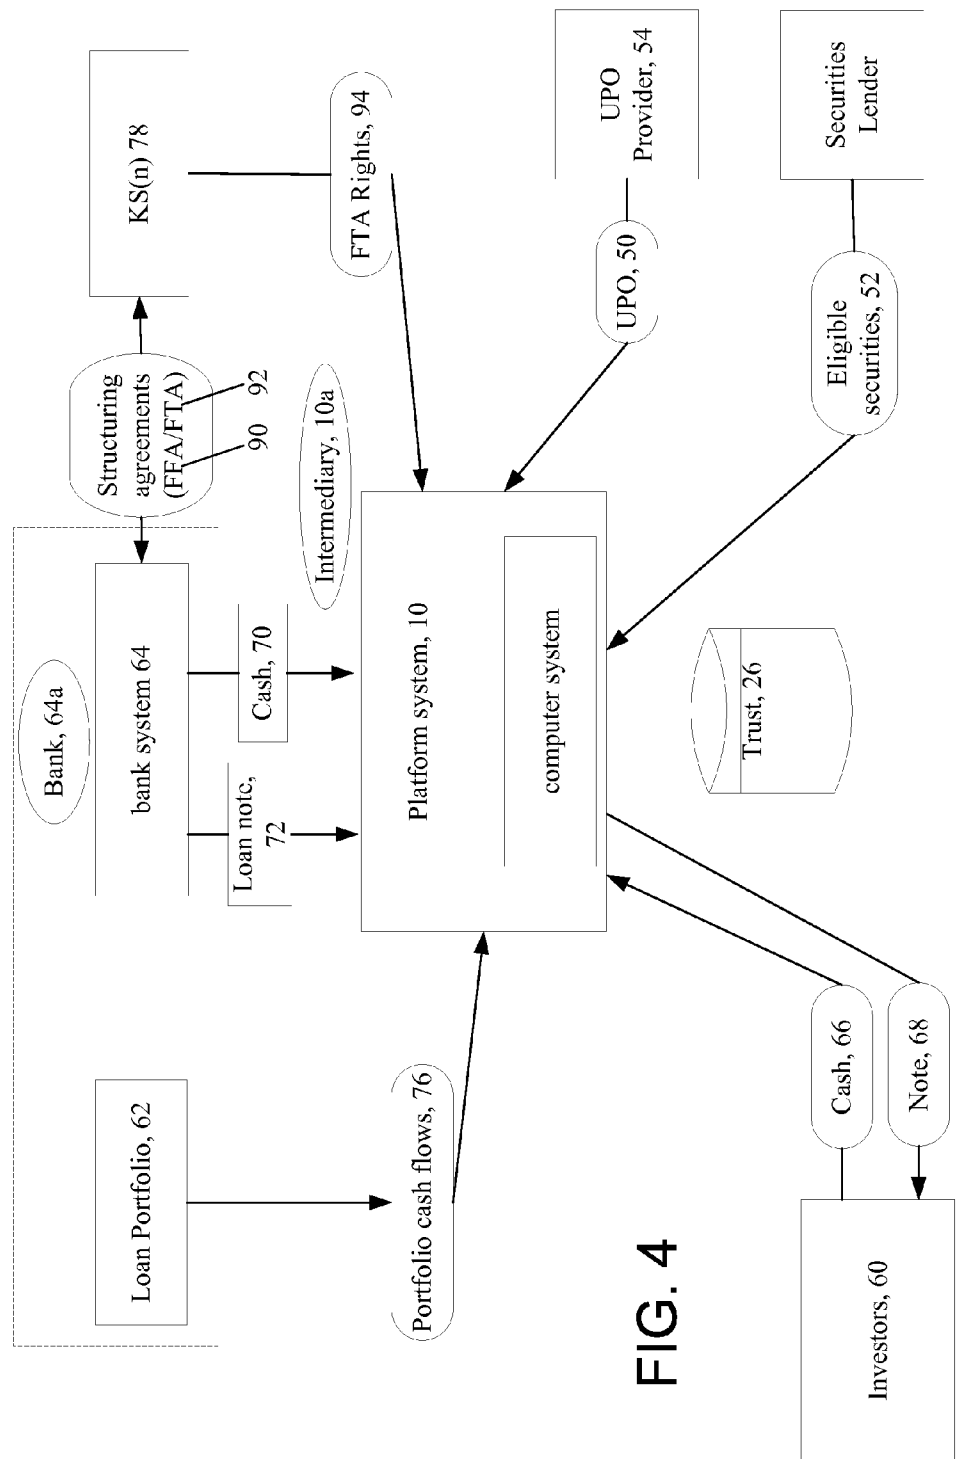 Bank, 64a
Loan Portfolio, 62
bank system 64
Structuring
agreements
(FFA/FTA)
90
92
KS(n) 78
Loan note,
72
Cash, 70
Intermediary, 10a
FTA Rights, 94
Portfolio cash flows, 76
Platform system, 10
computer system
UPO, 50
UPO
Provider, 54
FIG. 4
Trust, 26
Eligible
securities, 52
Securities
Lender
Cash, 66
Note, 68
Investors, 60